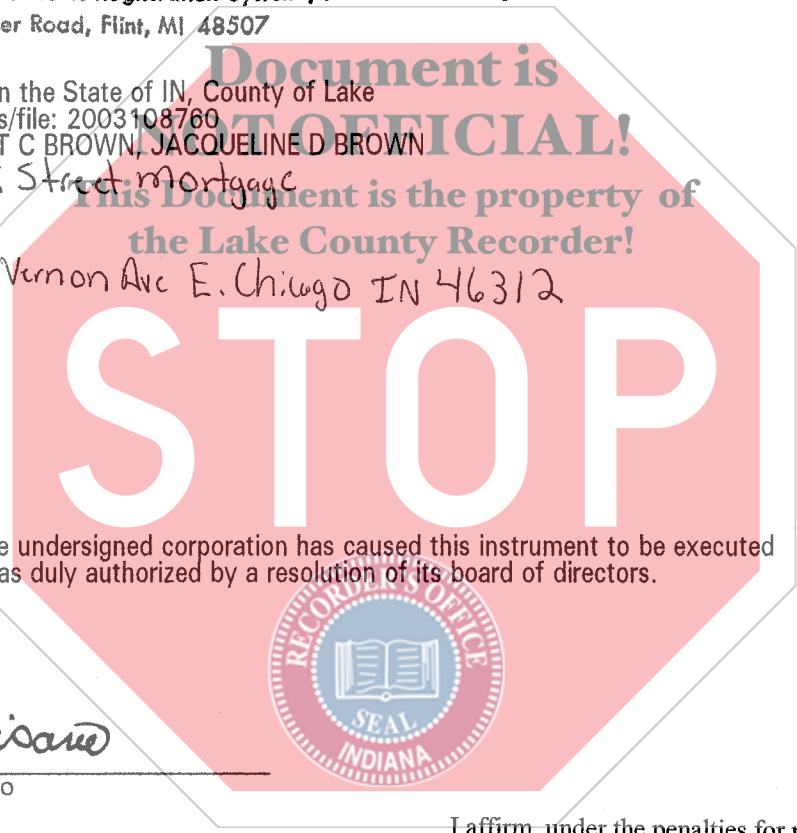 er Road, Flint, MI 48507
n the State of IN, County of Lake
s/file: 2003108760
T C BROWN, JACQUELINE D BROWN
Street Mortgage
Vernon Ave E. Chicago IN 46312
Document is
NOT OFFICIAL!
This Document is the property of
the Lake County Recorder!
STOP
e undersigned corporation has caused this instrument to be executed
as duly authorized by a resolution of its board of directors.
RECORDER'S OFFICE
SEAL
INDIANA
o
I affirm, under the penalties for